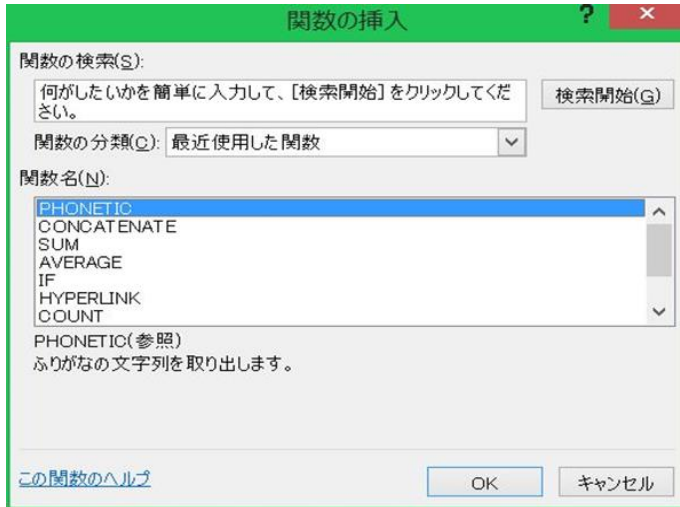 関数の挿入
?
×
関数の検索(S):
何がしたいかを簡単に入力して、[検索開始] をクリックしてくだ
さい。
検索開始(G)
関数の分類(C):
最近使用した関数
関数名(N):
PHONETIC
CONCATENATE
SUM
AVERAGE
IF
HYPERLINK
COUNT
PHONETIC(参照)
ふりがなの文字列を取り出します。
この関数のヘルプ
OK
キャンセル